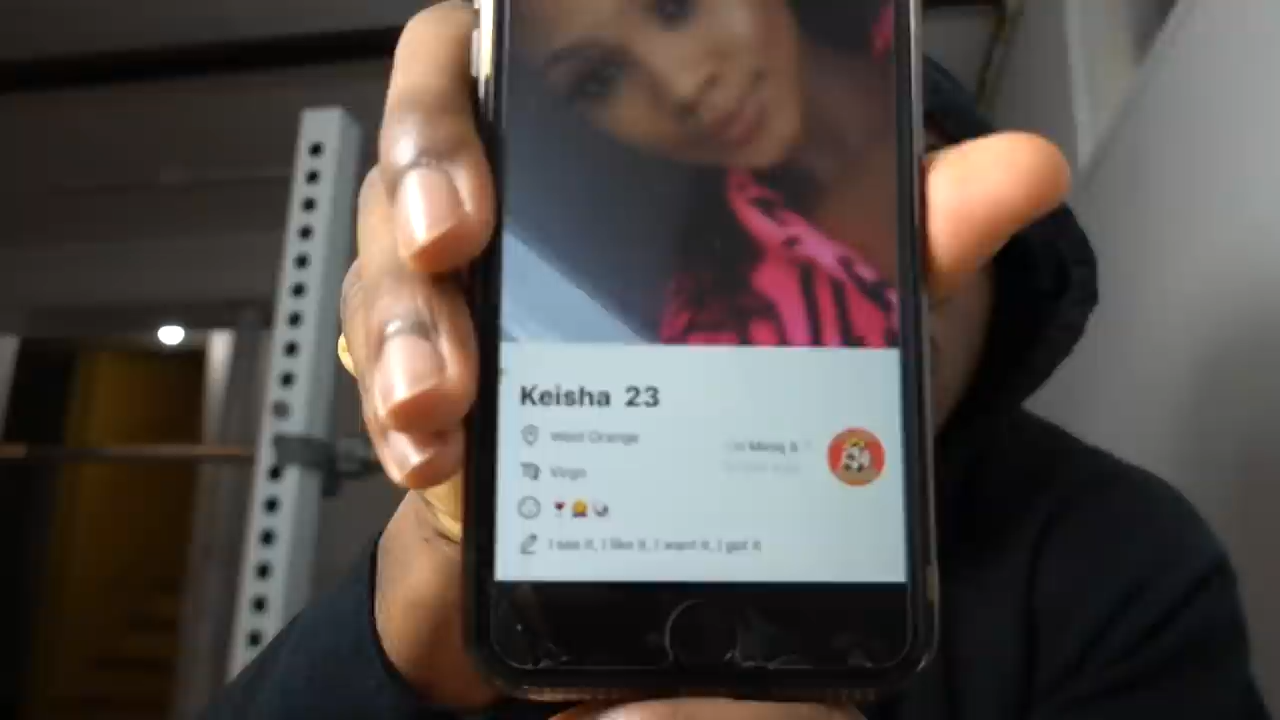 Keisha 23
West Orange
Virgo
I see it, I like it, I want it, I got it